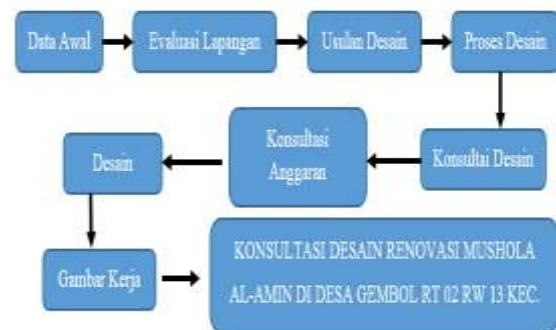 Data Awal
Evaluasi Lapangan
Usulan Desain
Proses Desain
Konsultai Desain
Konsultasi
Anggaran
Desain
Gambar Kerja
KONSULTASI DESAIN RENOVASI MUSHOLA
AL-AMIN DI DESA GEMBOL RT 02 RW 13 KEC.